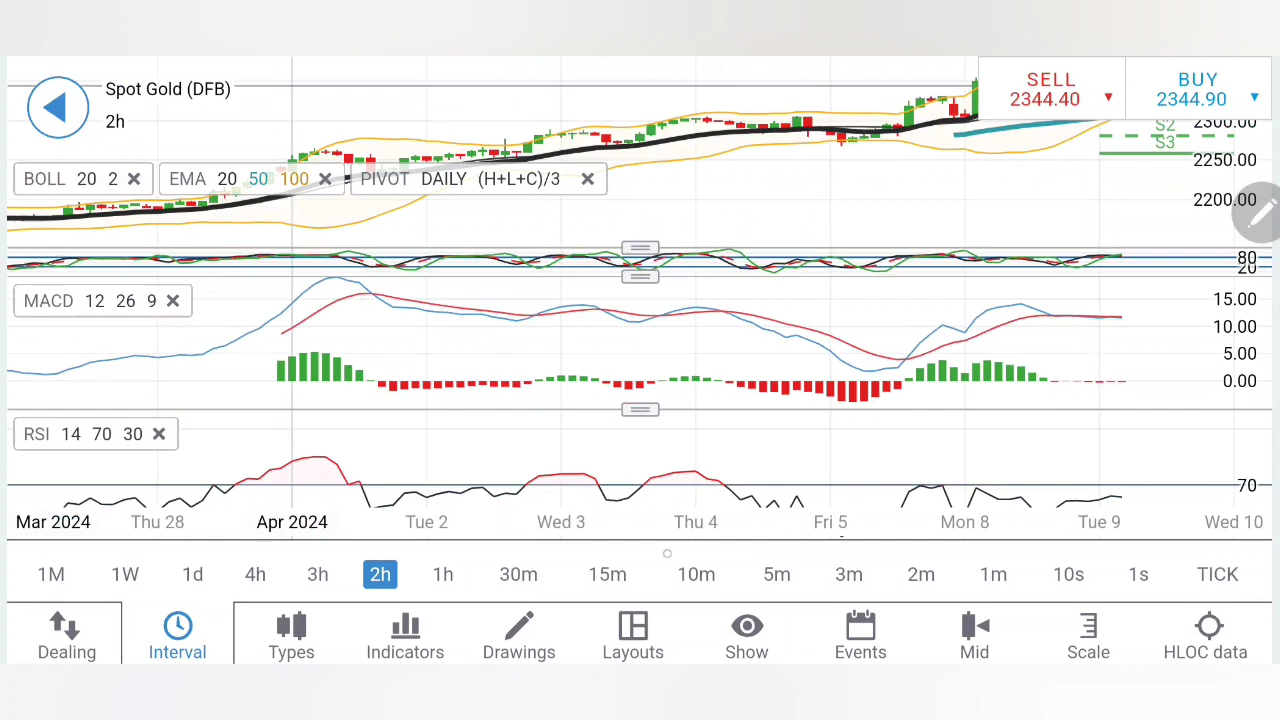 Spot Gold (DFB)
2h
SELL
2344.40
BUY
2344.90
2300.00
S2
S3
2250.00
2200.00
BOLL 20 2
EMA 20 50 100
PIVOT DAILY (H+L+C)/3
80
20
MACD 12 26 9
15.00
10.00
5.00
0.00
RSI 14 70 30
70
Mar 2024 Thu 28 Apr 2024 Tue 2 Wed 3 Thu 4 Fri 5 Mon 8 Tue 9 Wed 10
1M 1W 1d 4h 3h 2h 1h 30m 15m 10m 5m 3m 2m 1m 10s 1s TICK
Dealing Interval Types Indicators Drawings Layouts Show Events Mid Scale HLOC data